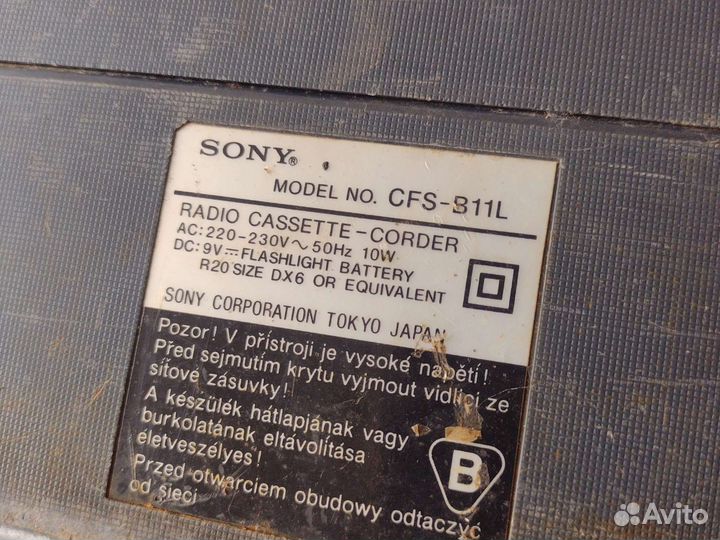 SONY®
MODEL NO. CFS-B11L
RADIO CASSETTE-CORDER
AC:220-230V~50Hz 10W
DC:9V⎓FLASHLIGHT BATTERY
R20 SIZE DX6 OR EQUIVALENT
SONY CORPORATION TOKYO JAPAN
Pozor! V přístroji je vysoké napětí!
Před sejmutím krytu vyjmout vidlici ze
síťové zásuvky!
A készülék hátlapjának vagy
burkolatának eltávolítása
életveszélyes!
Przed otwarciem obudowy odtaczyć
od sieci
B
Avito